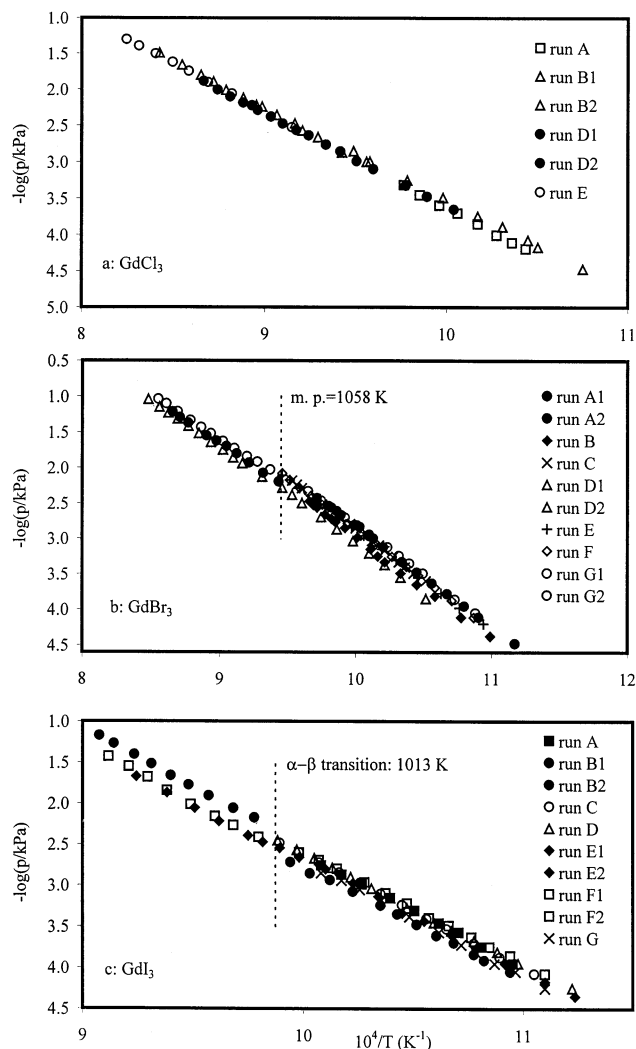 1.0
1.5
2.0
2.5
3.0
3.5
4.0
4.5
5.0
-log(p/kPa)
run A
run B1
run B2
run D1
run D2
run E
a: GdCl3
8
9
10
11
0.5
1.0
1.5
2.0
2.5
3.0
3.5
4.0
4.5
-log(p/kPa)
m. p.=1058 K
run A1
run A2
run B
run C
run D1
run D2
run E
run F
run G1
run G2
b: GdBr3
8
9
10
11
12
1.0
1.5
2.0
2.5
3.0
3.5
4.0
4.5
-log(p/kPa)
α−β transition: 1013 K
run A
run B1
run B2
run C
run D
run E1
run E2
run F1
run F2
run G
c: GdI3
9
10
11
10⁴/T (K⁻¹)